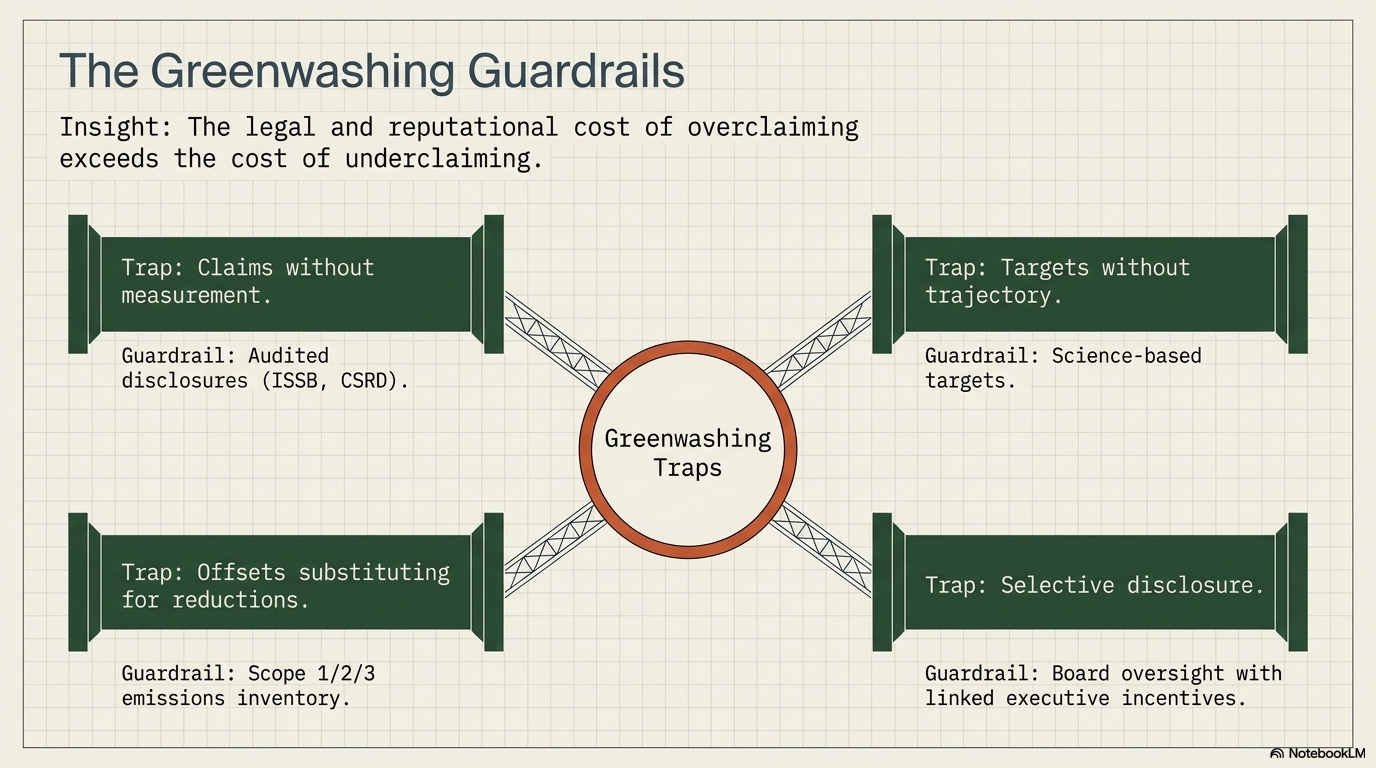 The Greenwashing Guardrails
Insight: The legal and reputational cost of overclaiming
exceeds the cost of underclaiming.
Trap: Claims without
measurement.
Guardrail: Audited
disclosures (ISSB, CSRD).
Trap: Targets without
trajectory.
Guardrail: Science-based
targets.
Greenwashing
Traps
Trap: Offsets substituting
for reductions.
Guardrail: Scope 1/2/3
emissions inventory.
Trap: Selective disclosure.
Guardrail: Board oversight with
linked executive incentives.
NotebookLM